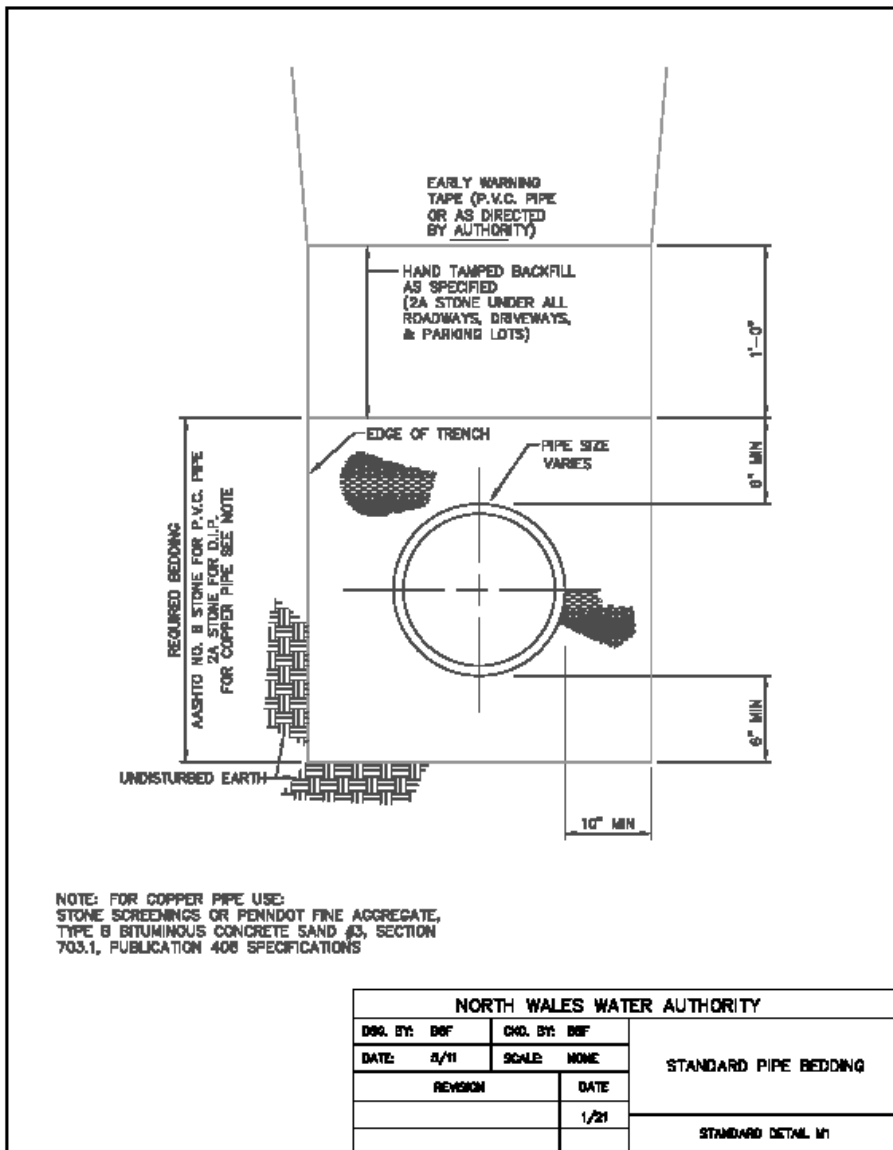 EARLY WARNING
TAPE (P.V.C. PIPE
OR AS DIRECTED
BY AUTHORITY)
HAND TAMPED BACKFILL
AS SPECIFIED
(2A STONE UNDER ALL
ROADWAYS, DRIVEWAYS,
& PARKING LOTS)
1'-0"
EDGE OF TRENCH
PIPE SIZE
VARIES
MIN
REQUIRED BEDDING
AASHTO NO. 8 STONE FOR P.V.C. PIPE
2A STONE FOR D.I.P.
FOR COPPER PIPE SEE NOTE
6" MIN
UNDISTURBED EARTH
10" MIN
NOTE: FOR COPPER PIPE USE:
STONE SCREENINGS OR PENNDOT FINE AGGREGATE,
TYPE B BITUMINOUS CONCRETE SAND #3, SECTION
703.1, PUBLICATION 408 SPECIFICATIONS
NORTH WALES WATER AUTHORITY
DSG. BY:
CKD. BY:
DATE:
SCALE: NONE
STANDARD PIPE BEDDING
REVISION
DATE
1/21
STANDARD DETAIL M1